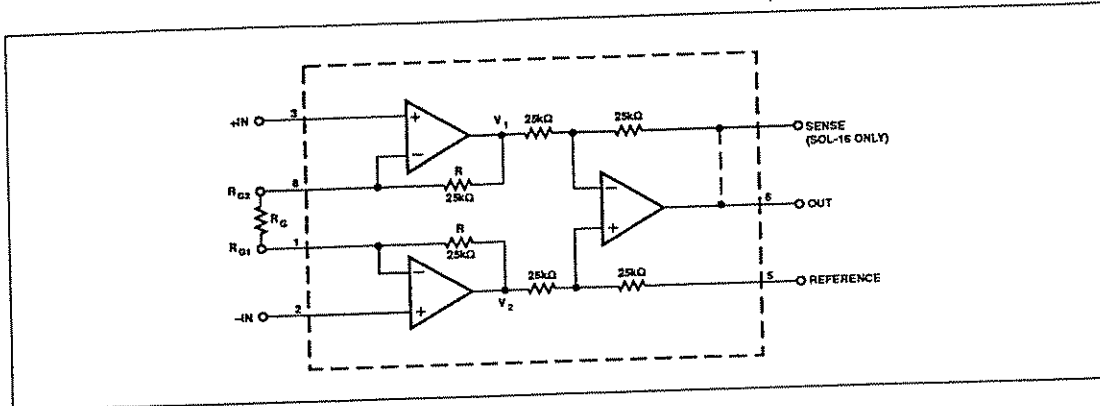 +IN
3
V1
25kΩ
25kΩ
SENSE
(SOL-16 ONLY)
+
−
RG2
8
R
25kΩ
RG
−
+
6
OUT
RG1
1
R
25kΩ
25kΩ
25kΩ
5
REFERENCE
−
+
V2
−IN
2